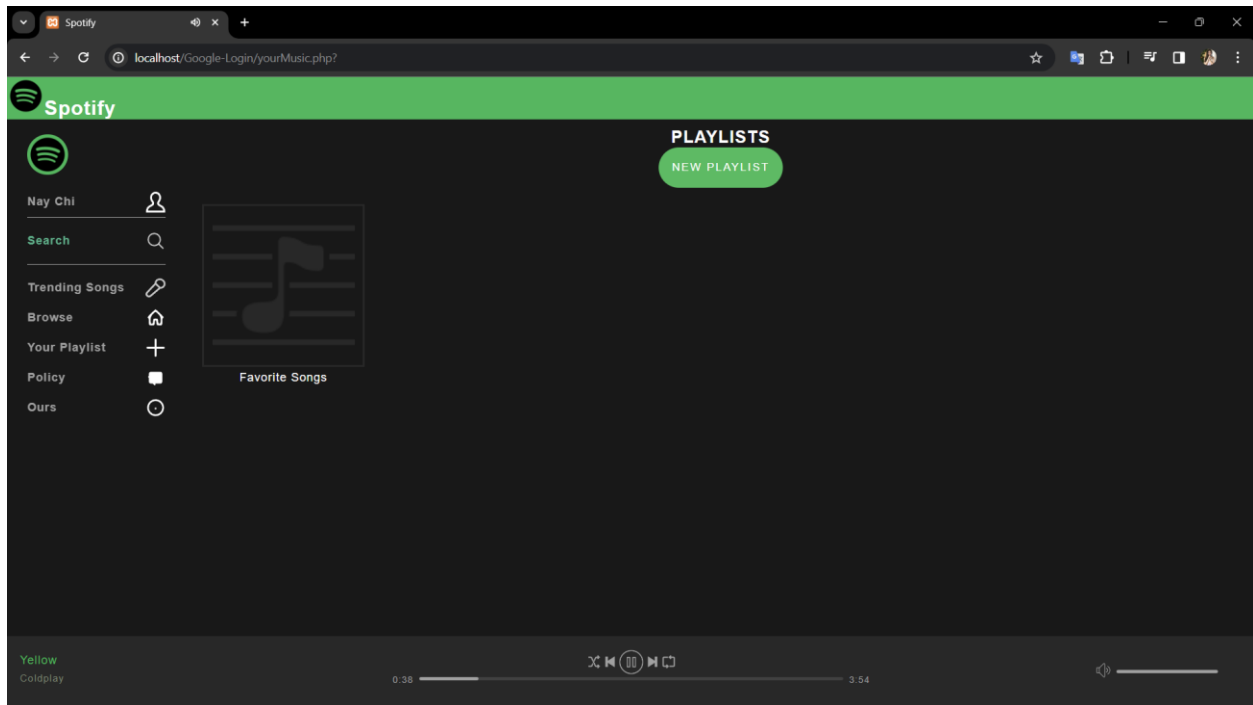 Spotify
localhost/Google-Login/yourMusic.php?
Spotify
PLAYLISTS
NEW PLAYLIST
Nay Chi
Search
Trending Songs
Browse
Your Playlist
Policy
Ours
Favorite Songs
Yellow
Coldplay
0:38
3:54